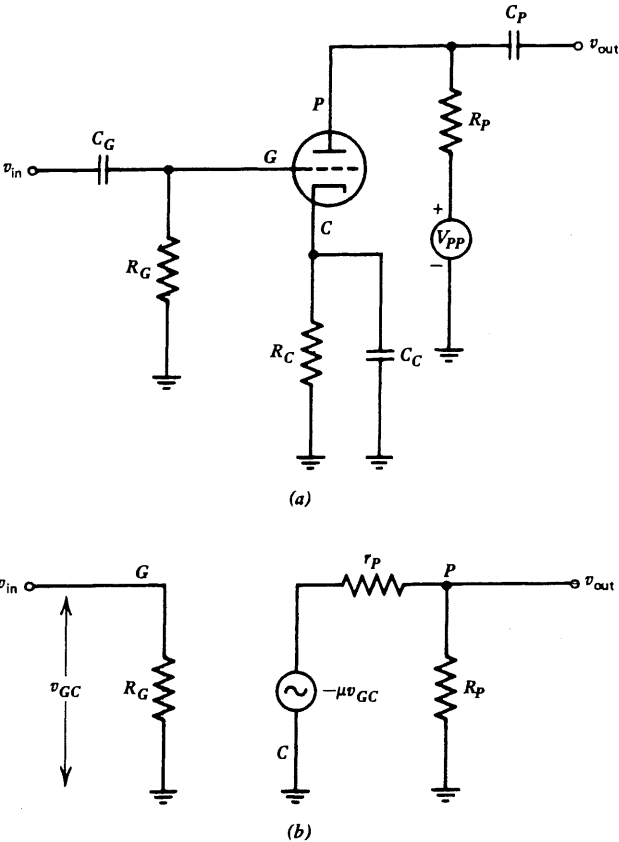 C_P
v_out
P
R_P
C_G
v_in
G
+
V_PP
−
C
R_G
R_C
C_C
(a)
r_P
v_in
G
P
v_out
v_GC
R_G
−μv_GC
R_P
C
(b)